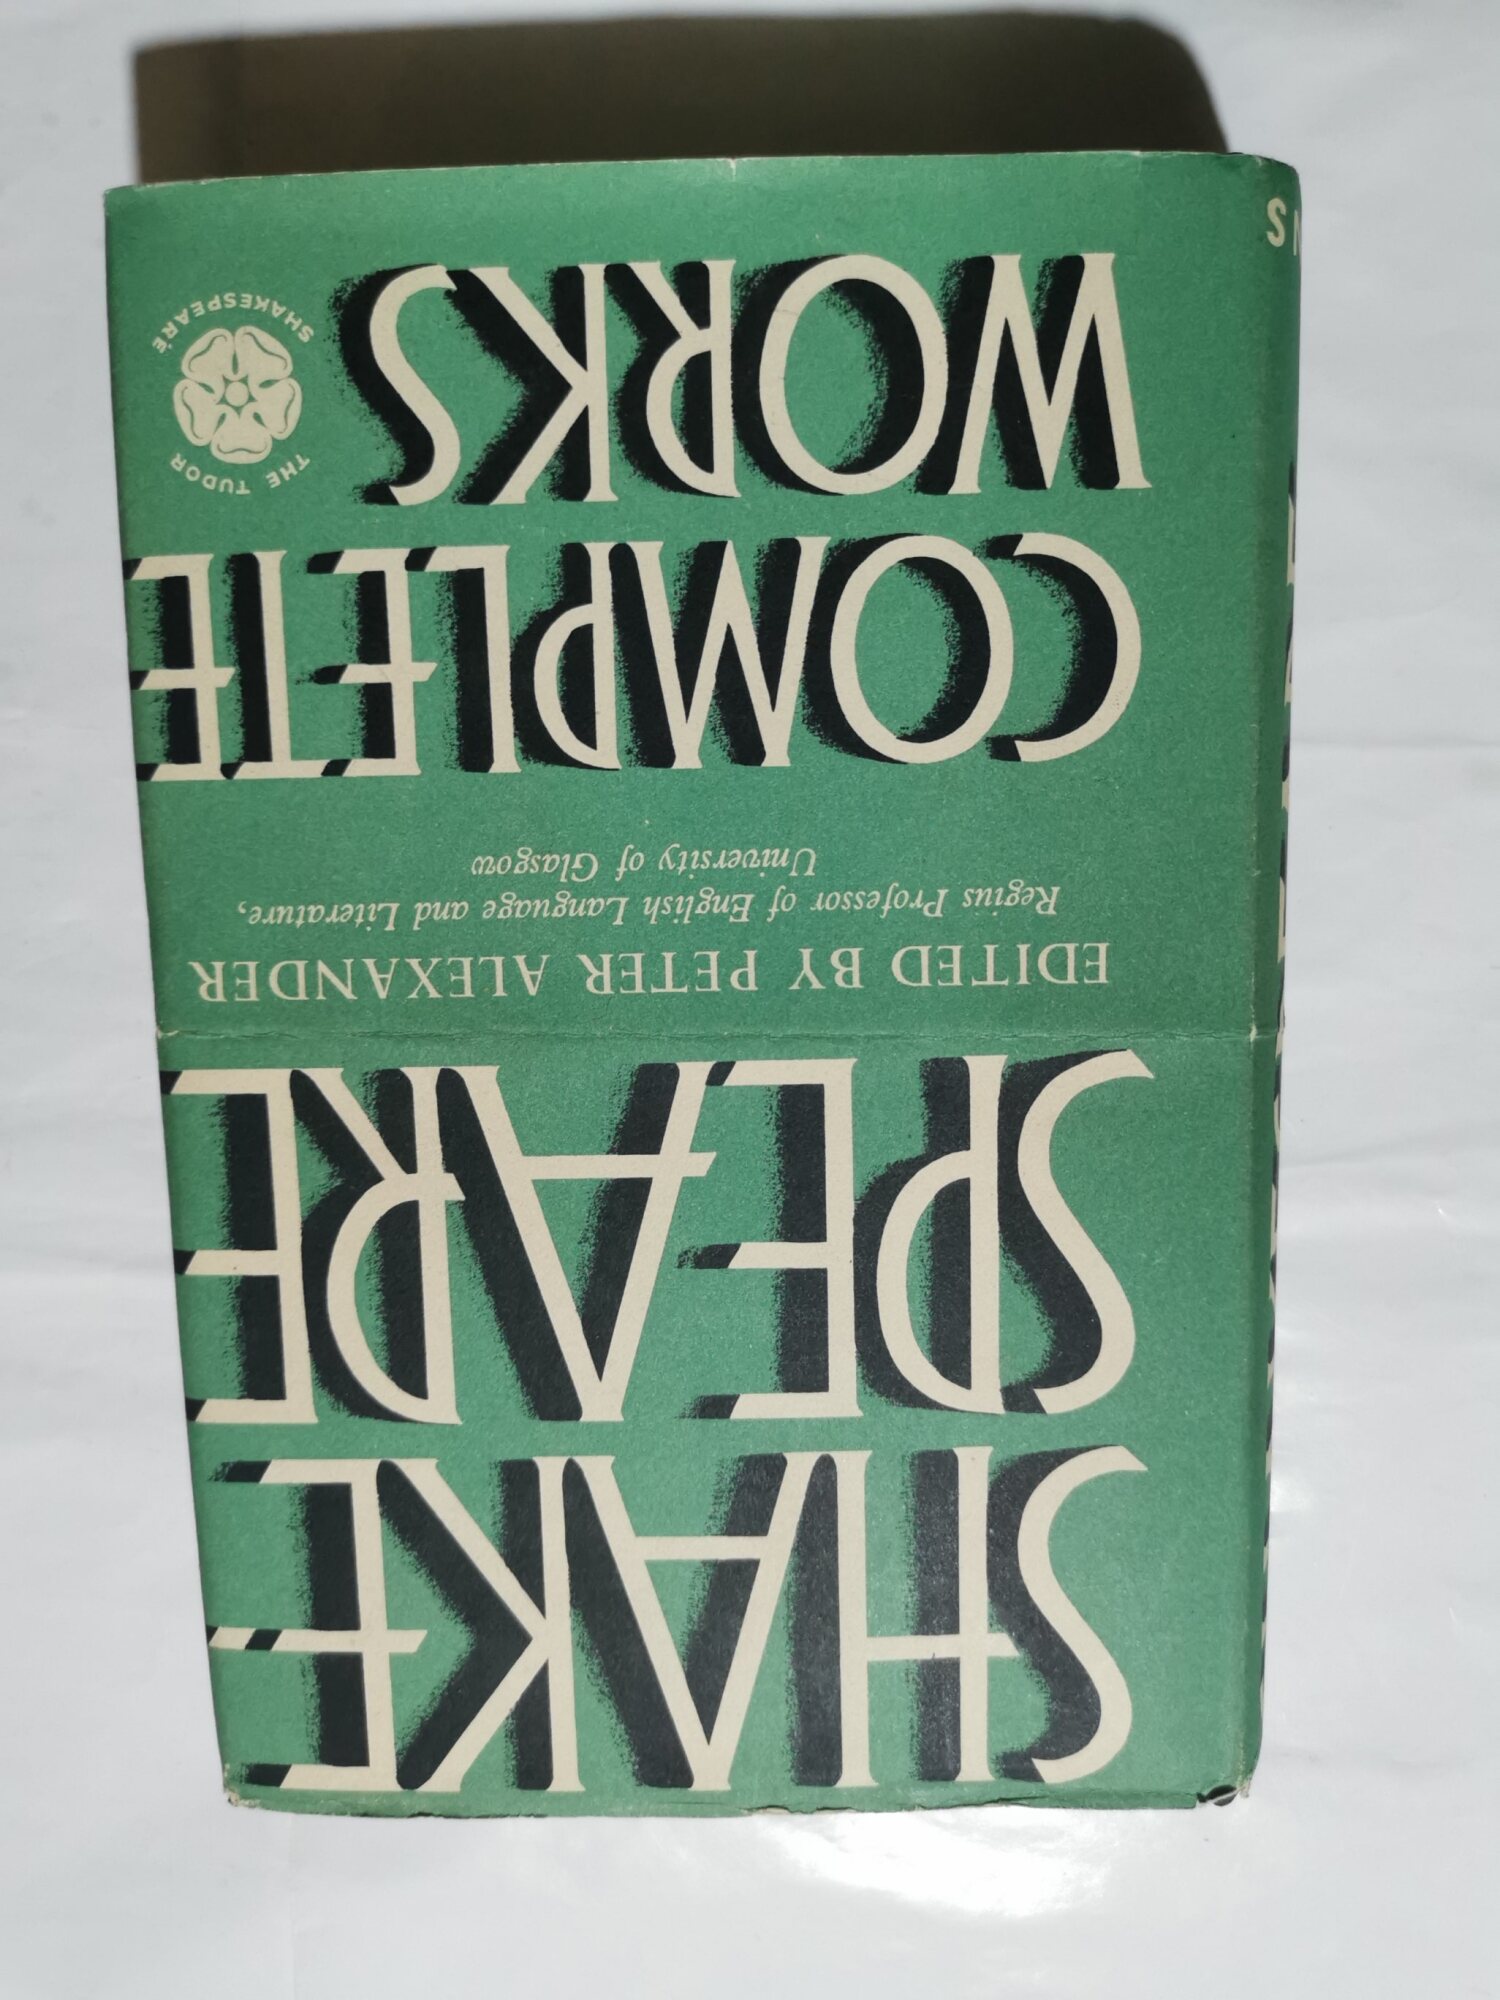 SHAKE
SPEARE
EDITED BY PETER ALEXANDER
Regius Professor of English Language and Literature,
University of Glasgow
COMPLETE
WORKS
THE TUDOR
SHAKESPEARE